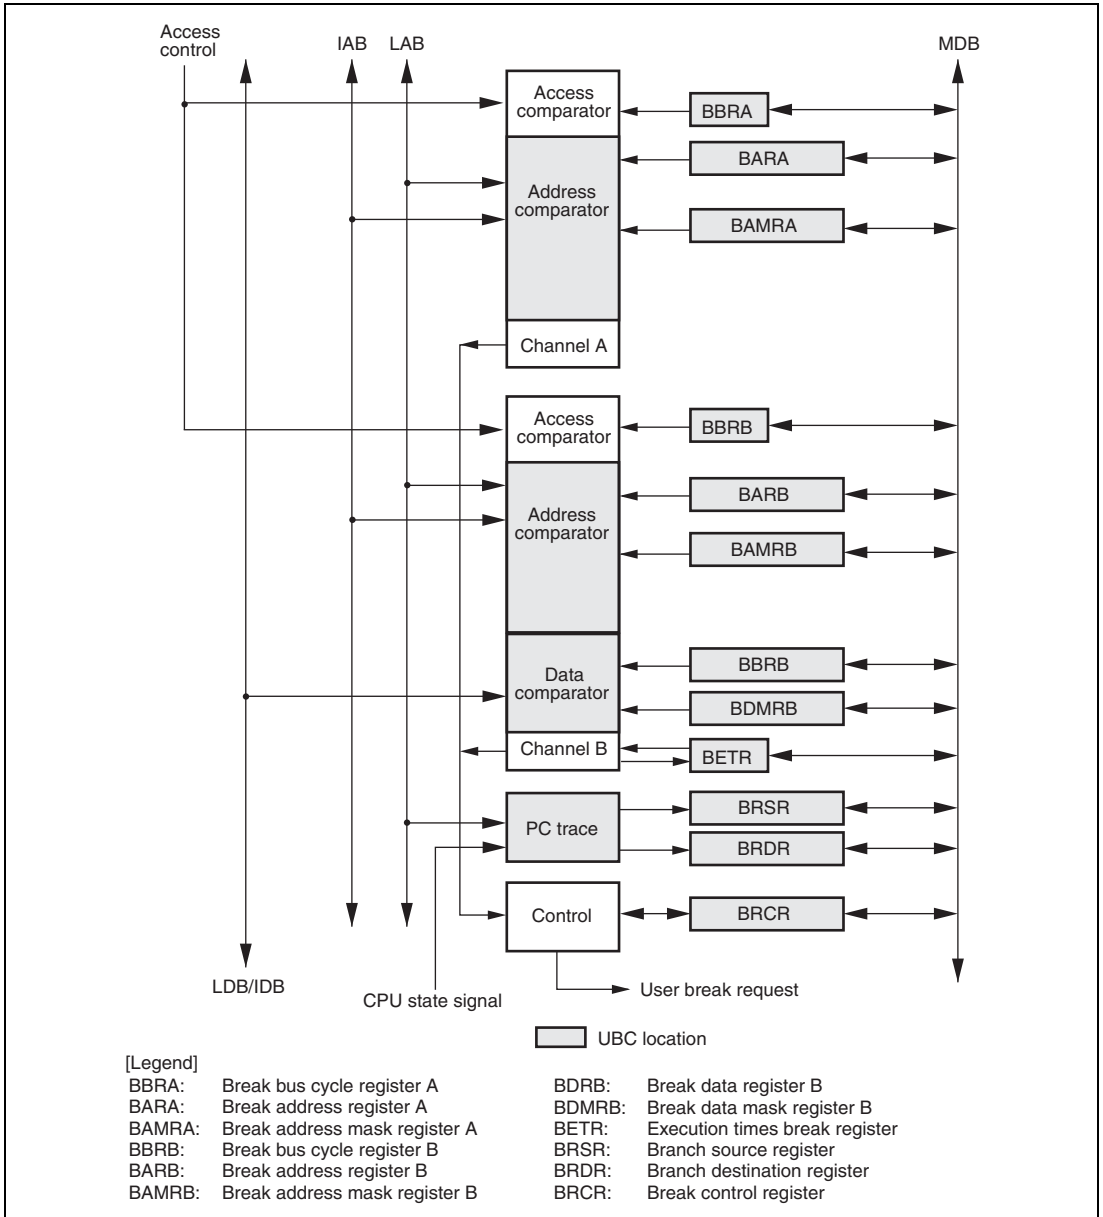 Access
control
IAB
LAB
MDB
Access
comparator
BBRA
BARA
Address
comparator
BAMRA
Channel A
Access
comparator
BBRB
BARB
Address
comparator
BAMRB
BBRB
Data
comparator
BDMRB
Channel B
BETR
BRSR
PC trace
BRDR
Control
BRCR
LDB/IDB
CPU state signal
User break request
UBC location
[Legend]
BBRA: Break bus cycle register A
BARA: Break address register A
BAMRA: Break address mask register A
BBRB: Break bus cycle register B
BARB: Break address register B
BAMRB: Break address mask register B
BDRB: Break data register B
BDMRB: Break data mask register B
BETR: Execution times break register
BRSR: Branch source register
BRDR: Branch destination register
BRCR: Break control register